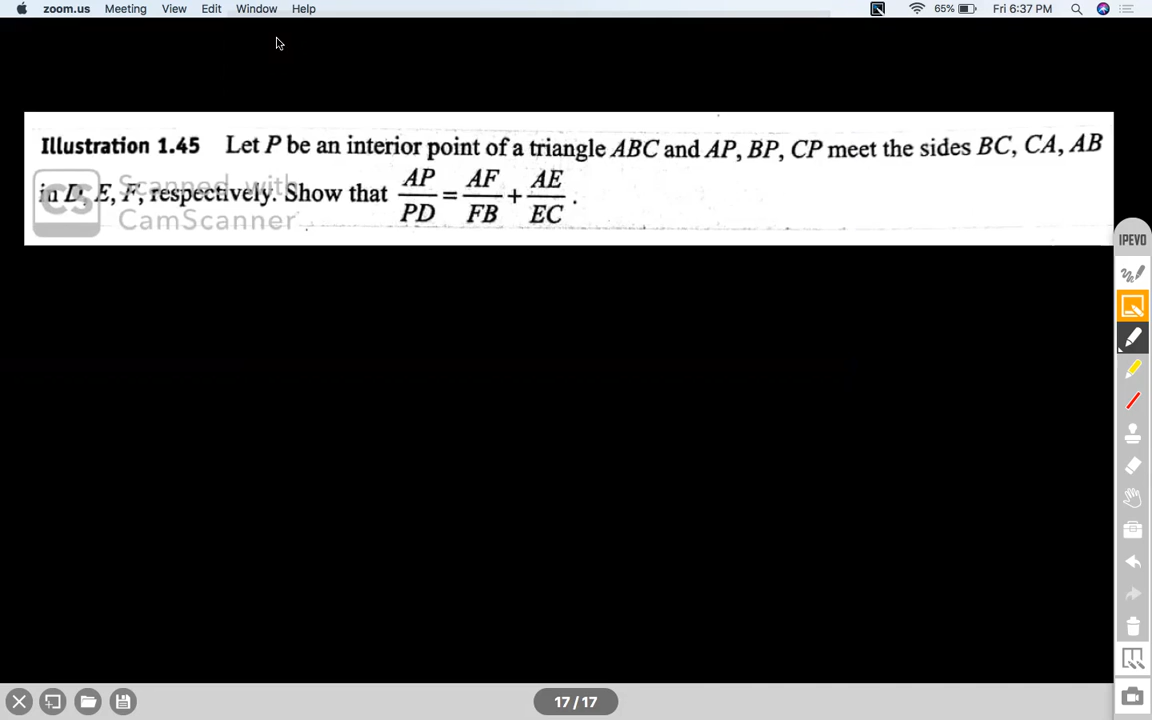 zoom.us Meeting View Edit Window Help 65% Fri 6:37 PM
Illustration 1.45 Let P be an interior point of a triangle ABC and AP, BP, CP meet the sides BC, CA, AB
in D, E, F, respectively. Show that AP/PD = AF/FB + AE/EC .
CS Scanned with
CamScanner
IPEVO
17 / 17